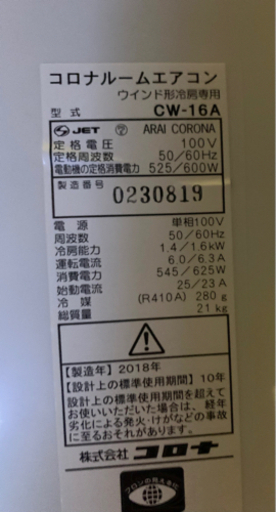 コロナルームエアコン
ウインド形冷房専用
型式 CW-16A
JET ARAI CORONA
定格電圧 100V
定格周波数 50/60Hz
電動機の定格消費電力 525/600W
製造番号 0230819
電源 単相100V
周波数 50/60Hz
冷房能力 1.4/1.6kW
運転電流 6.0/6.3A
消費電力 545/625W
始動電流 25/23A
冷媒 (R410A) 280g
総質量 21kg
【製造年】2018年
【設計上の標準使用期間】10年
設計上の標準使用期間を超えて
お使いいただいた場合は、経年
劣化による発火・けがなどの事故
に至るおそれがあります。
株式会社コロナ